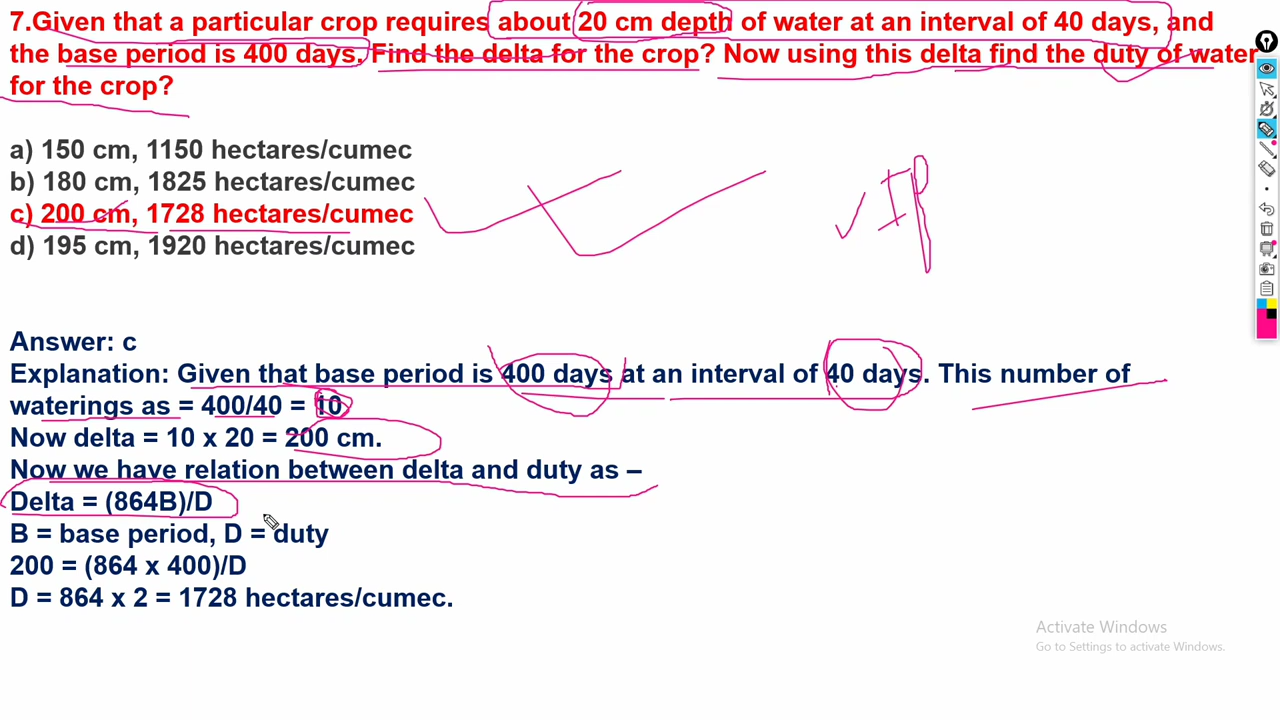 7.Given that a particular crop requires about 20 cm depth of water at an interval of 40 days, and
the base period is 400 days. Find the delta for the crop? Now using this delta find the duty of water
for the crop?
a) 150 cm, 1150 hectares/cumec
b) 180 cm, 1825 hectares/cumec
c) 200 cm, 1728 hectares/cumec
d) 195 cm, 1920 hectares/cumec
IP
Answer: c
Explanation: Given that base period is 400 days at an interval of 40 days. This number of
waterings as = 400/40 = 10
Now delta = 10 x 20 = 200 cm.
Now we have relation between delta and duty as –
Delta = (864B)/D
B = base period, D = duty
200 = (864 x 400)/D
D = 864 x 2 = 1728 hectares/cumec.
Activate Windows
Go to Settings to activate Windows.